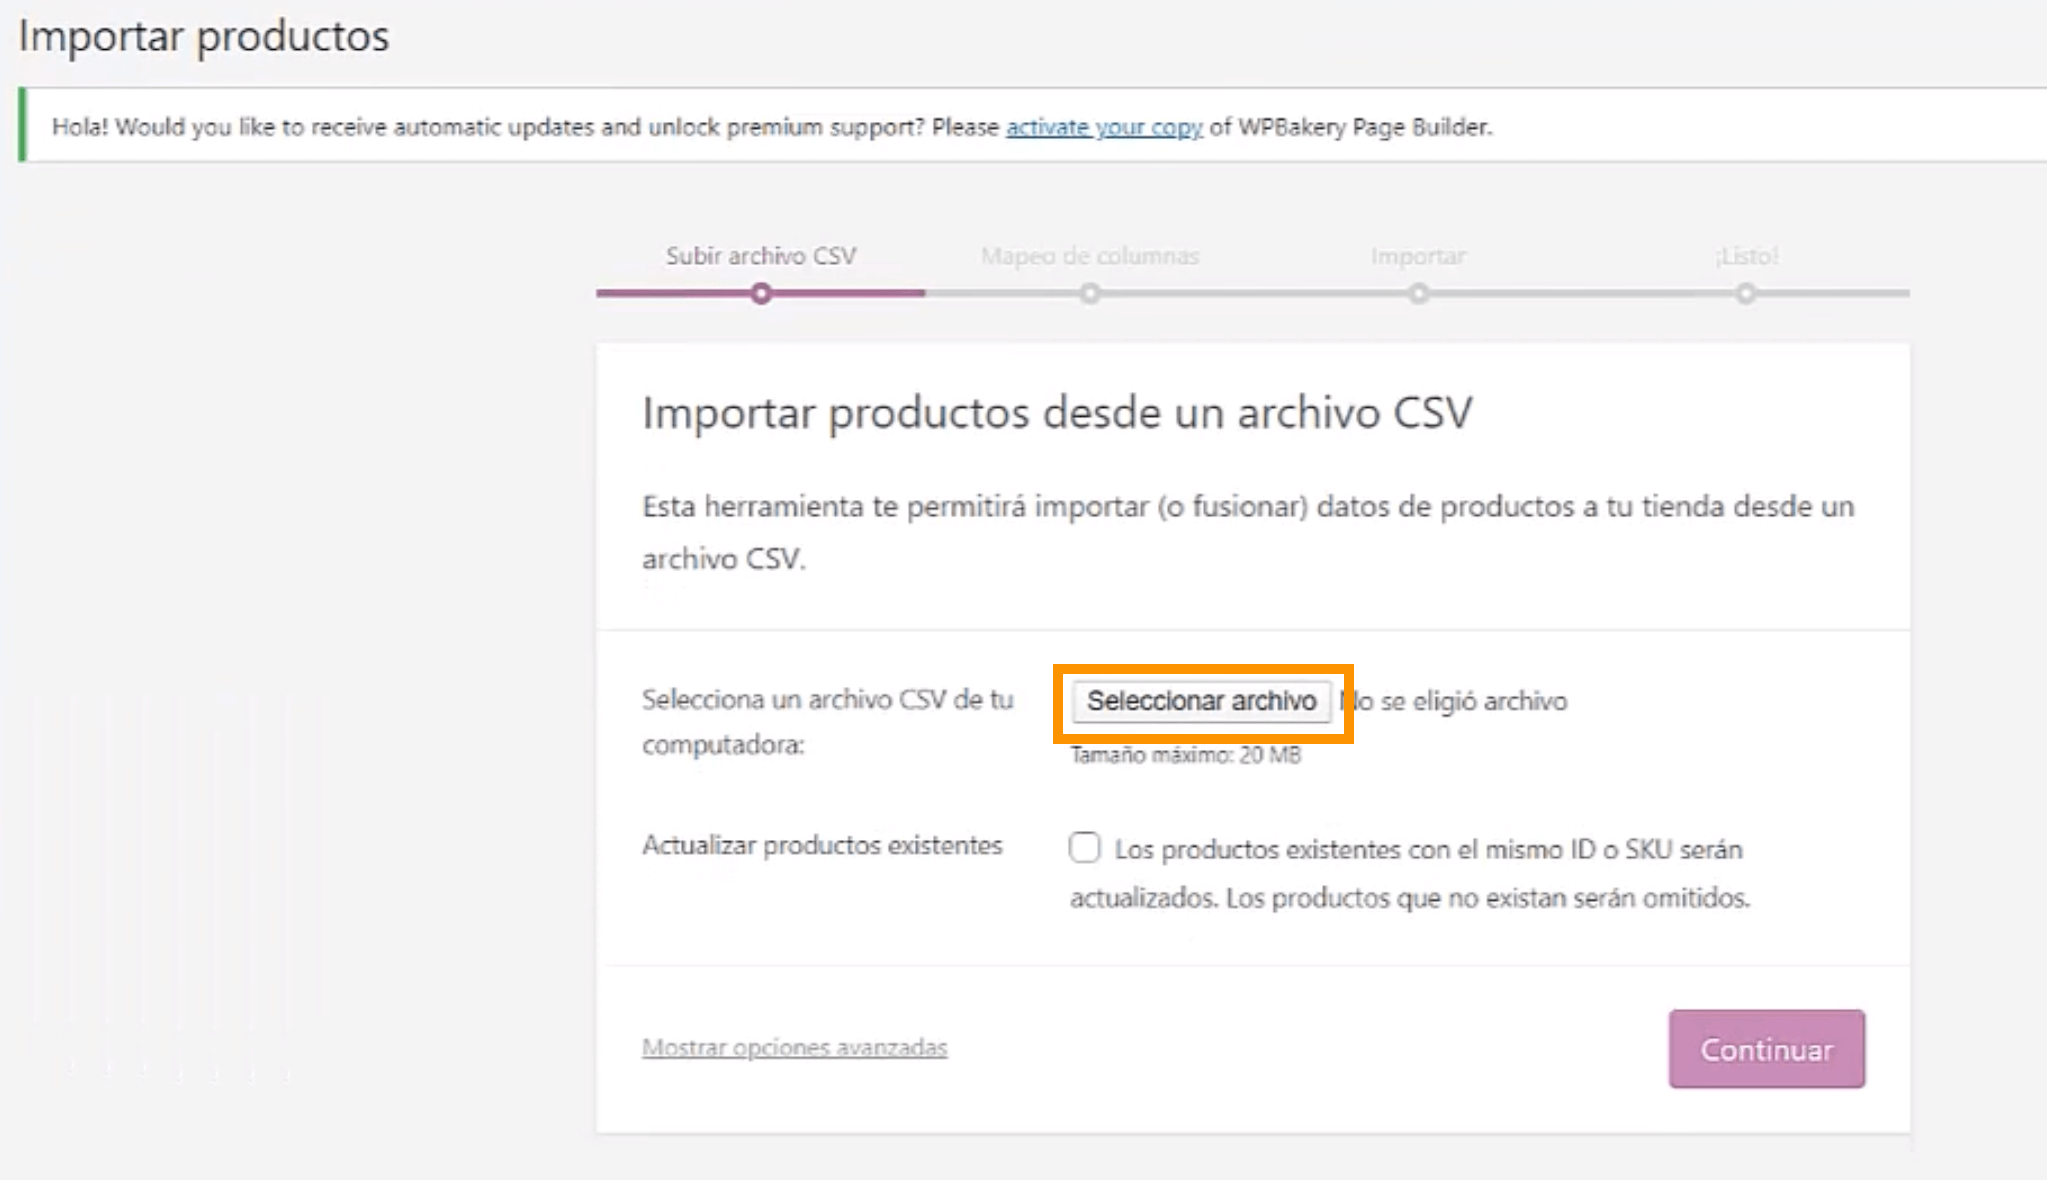 Importar productos
Hola! Would you like to receive automatic updates and unlock premium support? Please activate your copy of WPBakery Page Builder.
Subir archivo CSV
Mapeo de columnas
Importar
¡Listo!
Importar productos desde un archivo CSV
Esta herramienta te permitirá importar (o fusionar) datos de productos a tu tienda desde un
archivo CSV.
Selecciona un archivo CSV de tu
computadora:
Seleccionar archivo No se eligió archivo
Tamaño máximo: 20 MB
Actualizar productos existentes
Los productos existentes con el mismo ID o SKU serán
actualizados. Los productos que no existan serán omitidos.
Mostrar opciones avanzadas
Continuar